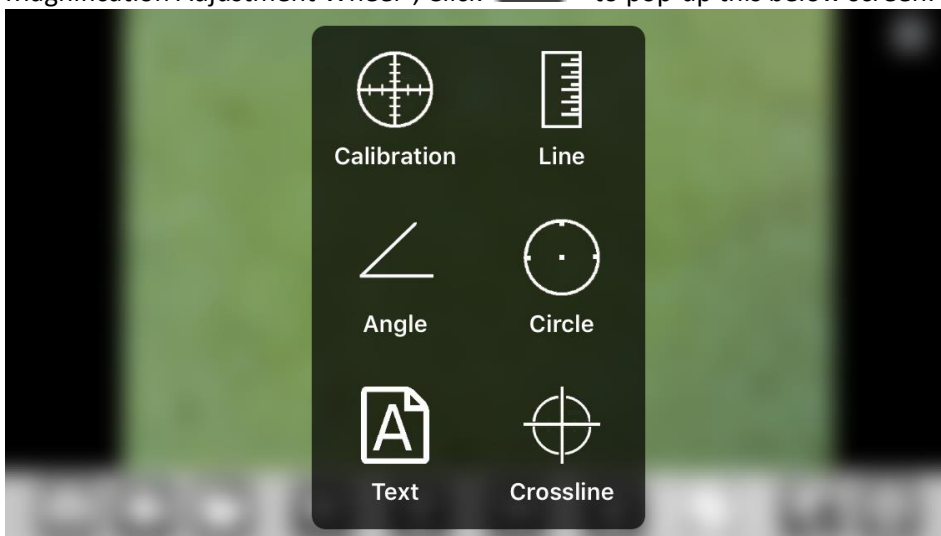 Magnification Adjustment Wheel", Click to pop-up this below screen:
Calibration Line
Angle Circle
A
Text Crossline